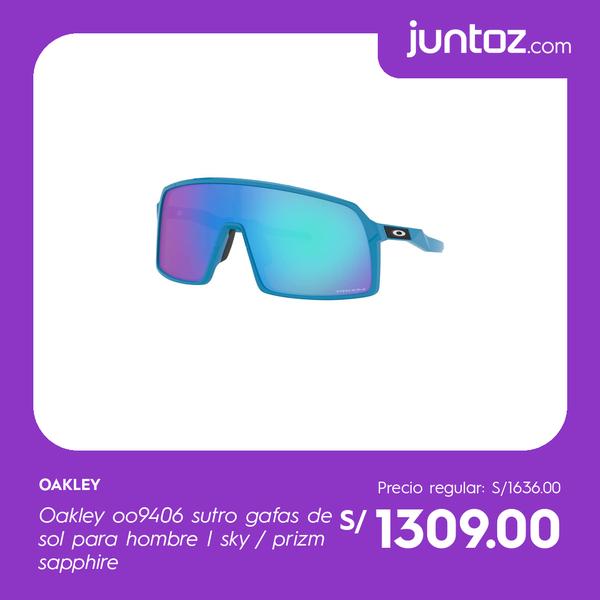 juntoz.com
OAKLEY
Precio regular: S/1636.00
Oakley oo9406 sutro gafas de
sol para hombre | sky / prizm
sapphire
S/ 1309.00